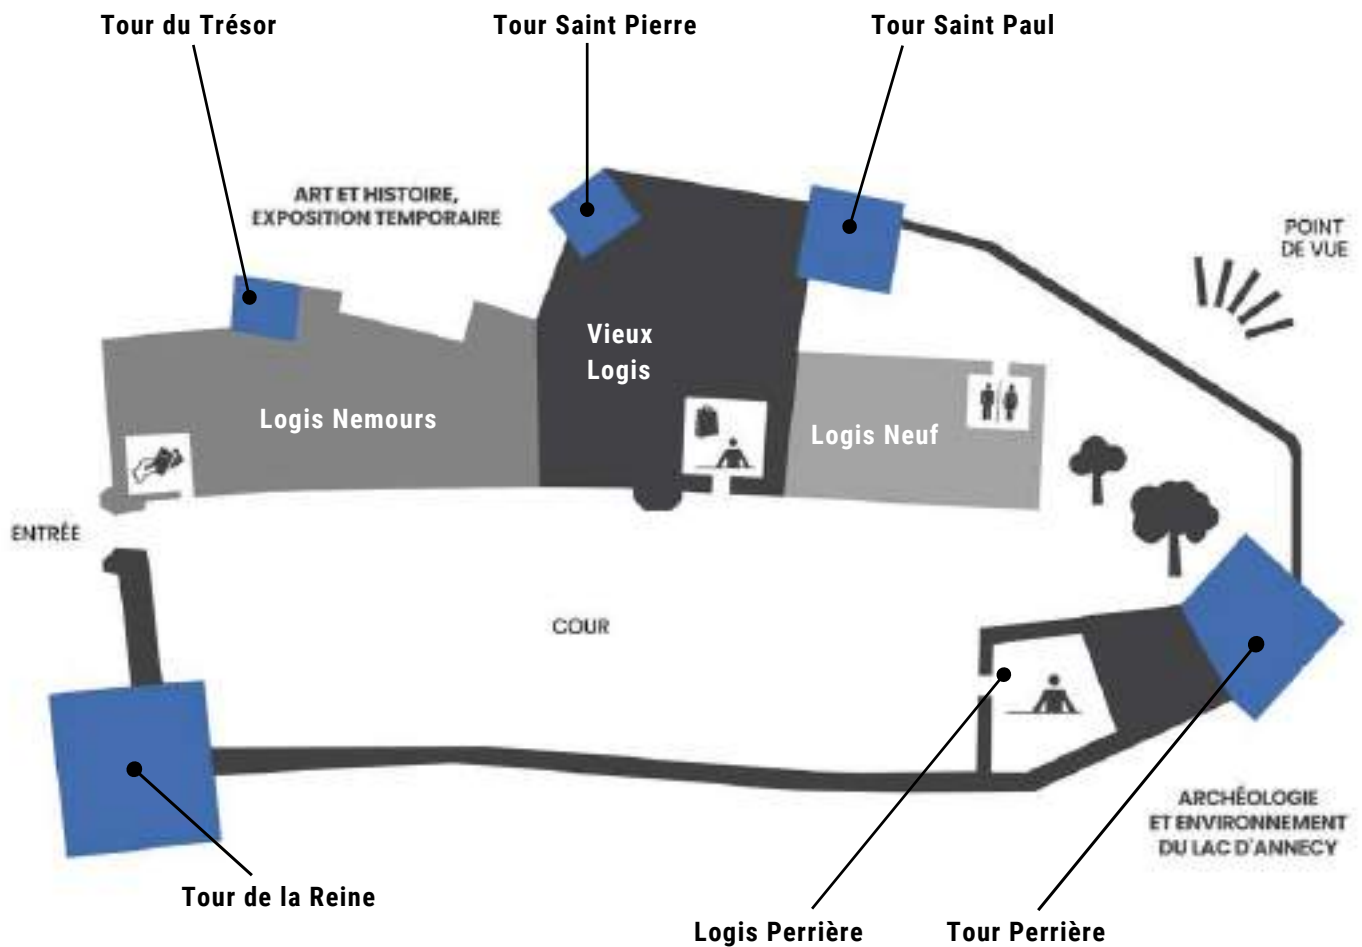 Tour du Trésor
Tour Saint Pierre
Tour Saint Paul
ART ET HISTOIRE,
EXPOSITION TEMPORAIRE
POINT
DE VUE
Vieux
Logis
Logis Nemours
Logis Neuf
ENTRÉE
COUR
ARCHÉOLOGIE
ET ENVIRONNEMENT
DU LAC D'ANNECY
Tour de la Reine
Logis Perrière
Tour Perrière